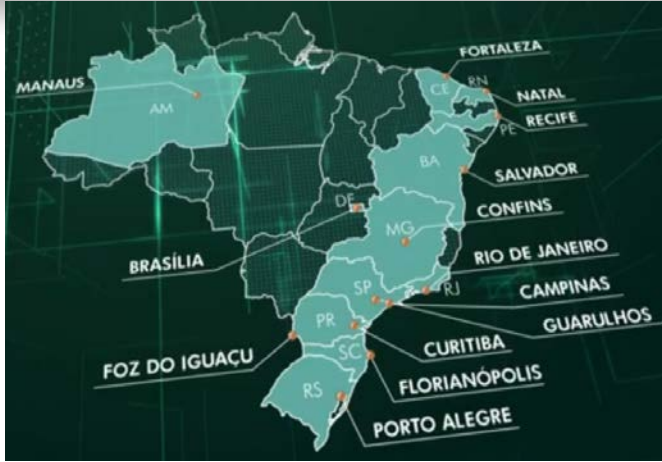 FORTALEZA
MANAUS
CE
RN
NATAL
AM
RECIFE
PE
BA
SALVADOR
DF
CONFINS
MG
BRASÍLIA
RIO DE JANEIRO
SP
RJ
CAMPINAS
GUARULHOS
PR
CURITIBA
FOZ DO IGUAÇU
SC
FLORIANÓPOLIS
RS
PORTO ALEGRE